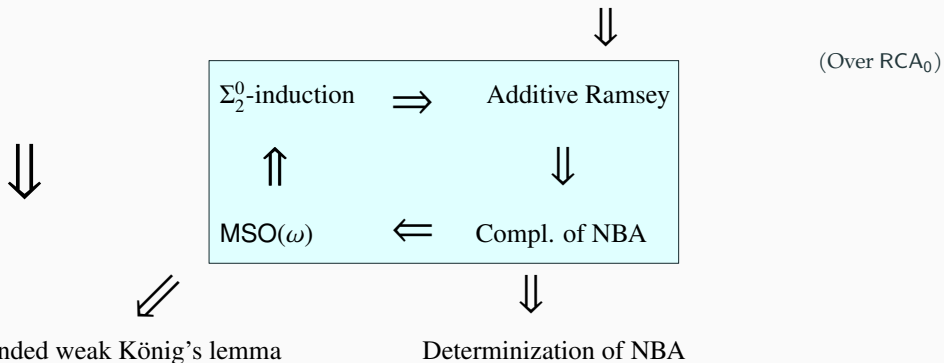 ⇓
(Over RCA₀)
Σ⁰₂-induction ⇒ Additive Ramsey
⇓ ⇑ ⇓
MSO(ω) ⇐ Compl. of NBA
⇙ ⇓
nded weak König's lemma Determinization of NBA